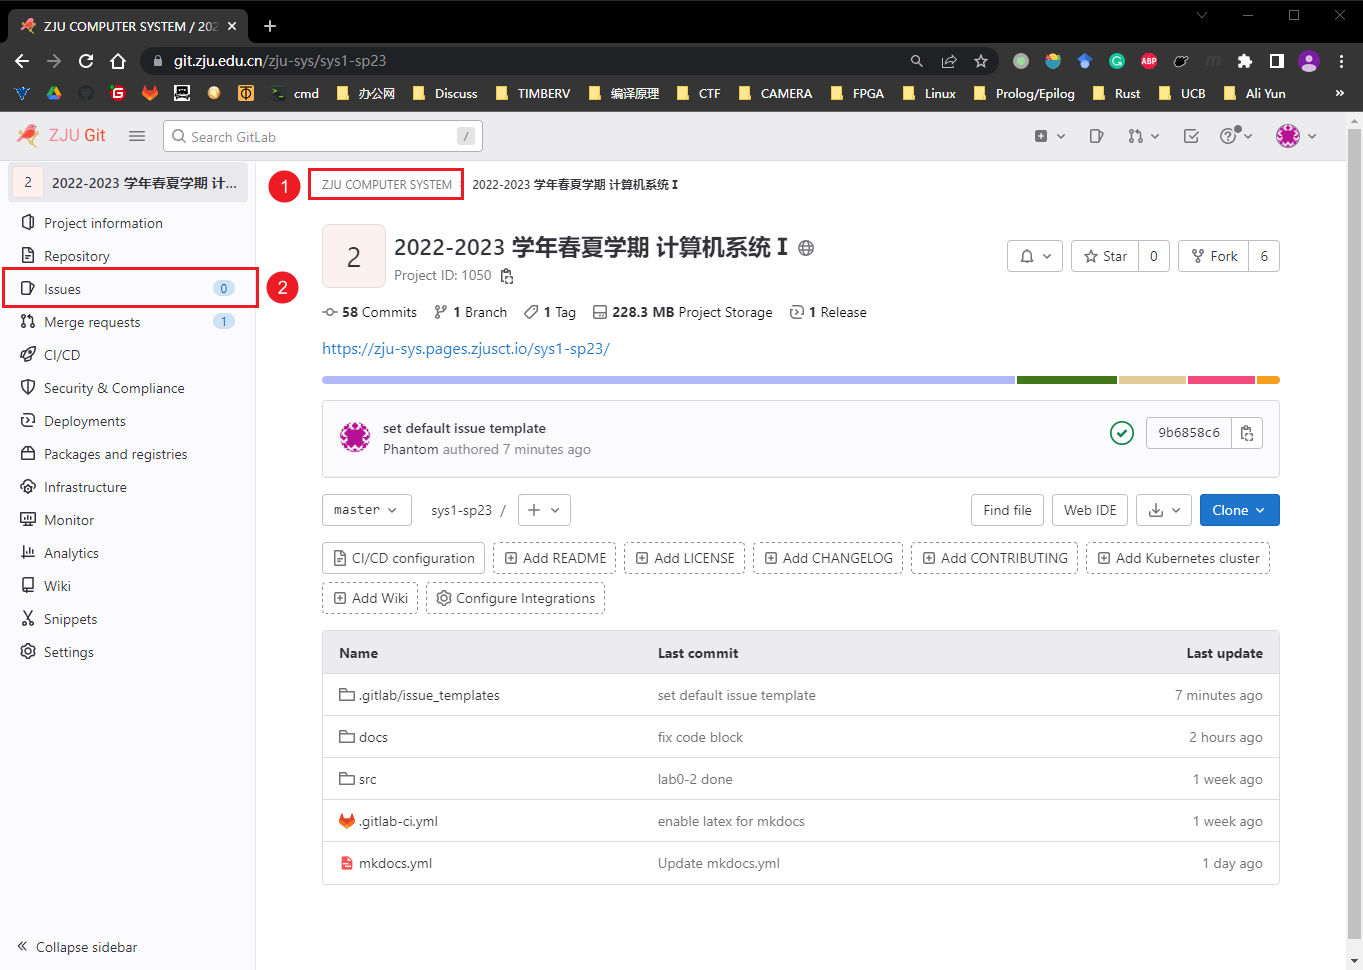 ZJU COMPUTER SYSTEM / 202
git.zju.edu.cn/zju-sys/sys1-sp23
ABP
cmd 办公网 Discuss TIMBERV 编译原理 CTF CAMERA FPGA Linux Prolog/Epilog Rust UCB Ali Yun »
ZJU Git Search GitLab /
2 2022-2023 学年春夏学期 计...
Project information
Repository
Issues 0
Merge requests 1
CI/CD
Security & Compliance
Deployments
Packages and registries
Infrastructure
Monitor
Analytics
Wiki
Snippets
Settings
Collapse sidebar
1 ZJU COMPUTER SYSTEM › 2022-2023 学年春夏学期 计算机系统 I
2
2 2022-2023 学年春夏学期 计算机系统 I
Project ID: 1050
Star 0 Fork 6
58 Commits 1 Branch 1 Tag 228.3 MB Project Storage 1 Release
https://zju-sys.pages.zjusct.io/sys1-sp23/
set default issue template
Phantom authored 7 minutes ago
9b6858c6
master sys1-sp23 / + Find file Web IDE Clone
CI/CD configuration Add README Add LICENSE Add CHANGELOG Add CONTRIBUTING Add Kubernetes cluster
Add Wiki Configure Integrations
Name Last commit Last update
.gitlab/issue_templates set default issue template 7 minutes ago
docs fix code block 2 hours ago
src lab0-2 done 1 week ago
.gitlab-ci.yml enable latex for mkdocs 1 week ago
mkdocs.yml Update mkdocs.yml 1 day ago